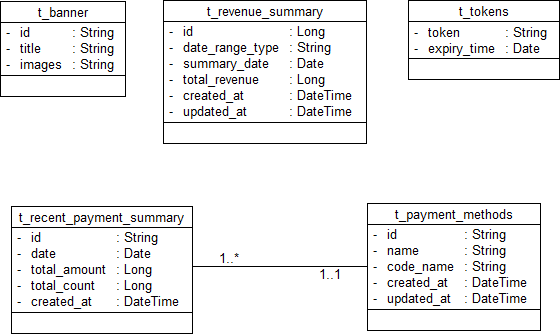 t_banner
- id : String
- title : String
- images : String
t_revenue_summary
- id : Long
- date_range_type : String
- summary_date : Date
- total_revenue : Long
- created_at : DateTime
- updated_at : DateTime
t_tokens
- token : String
- expiry_time : Date
t_recent_payment_summary
- id : String
- date : Date
- total_amount : Long
- total_count : Long
- created_at : DateTime
1..*
1..1
t_payment_methods
- id : String
- name : String
- code_name : String
- created_at : DateTime
- updated_at : DateTime